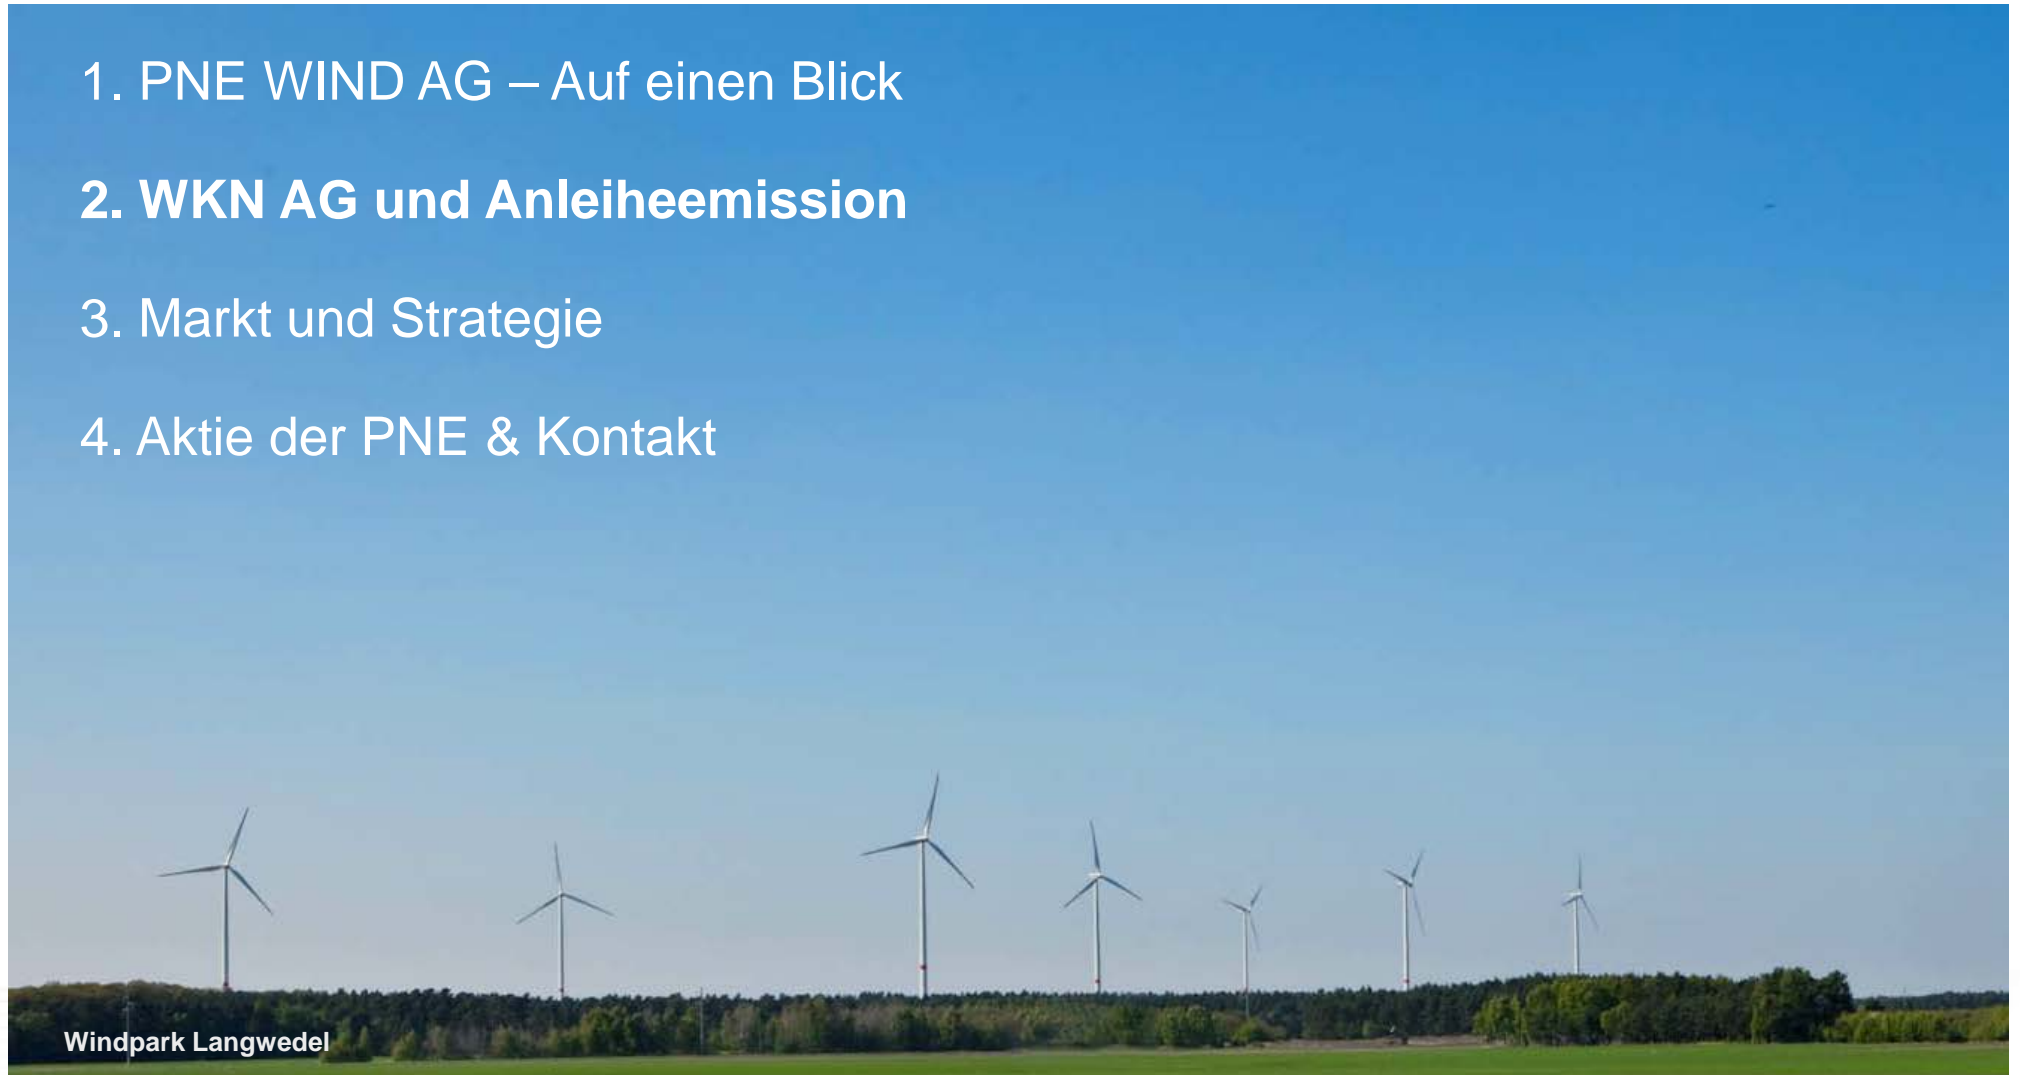 1. PNE WIND AG – Auf einen Blick
2. WKN AG und Anleiheemission
3. Markt und Strategie
4. Aktie der PNE & Kontakt
Windpark Langwedel